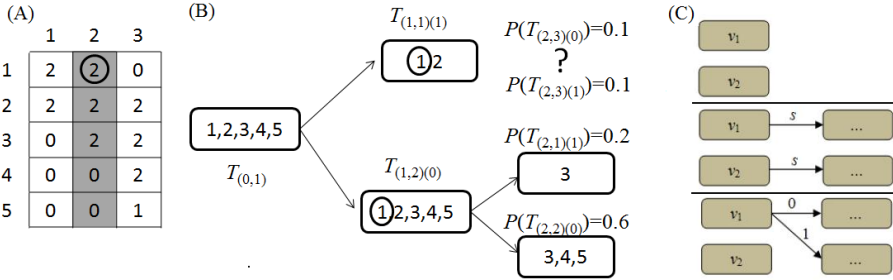 (A)
1 2 3
1 2 2 0
2 2 2 2
3 0 2 2
4 0 0 2
5 0 0 1
(B)
1,2,3,4,5
T(0,1)
T(1,1)(1)
1 2
T(1,2)(0)
1,2,3,4,5
P(T(2,3)(0))=0.1
?
P(T(2,3)(1))=0.1
P(T(2,1)(1))=0.2
3
P(T(2,2)(0))=0.6
3,4,5
(C)
v1
v2
v1 s ...
v2 s ...
v1 0 ...
1
v2 ...